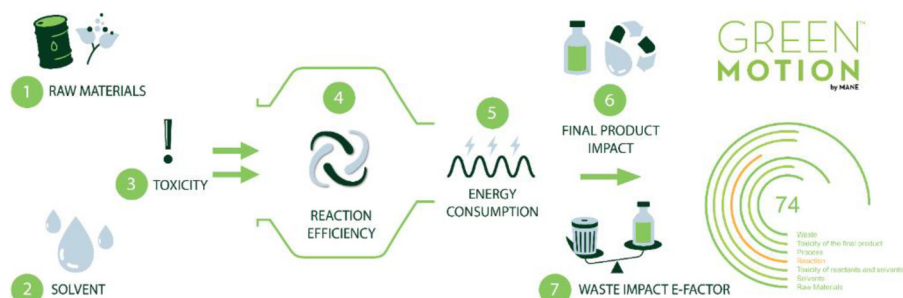 1 RAW MATERIALS
2 SOLVENT
3 TOXICITY
4
REACTION
EFFICIENCY
5
ENERGY
CONSUMPTION
6
FINAL PRODUCT
IMPACT
7 WASTE IMPACT E-FACTOR
GREEN
MOTION
by MANE
74
Waste
Toxicity of the final product
Process
Reaction
Toxicity of reactants and solvents
Solvents
Raw Materials